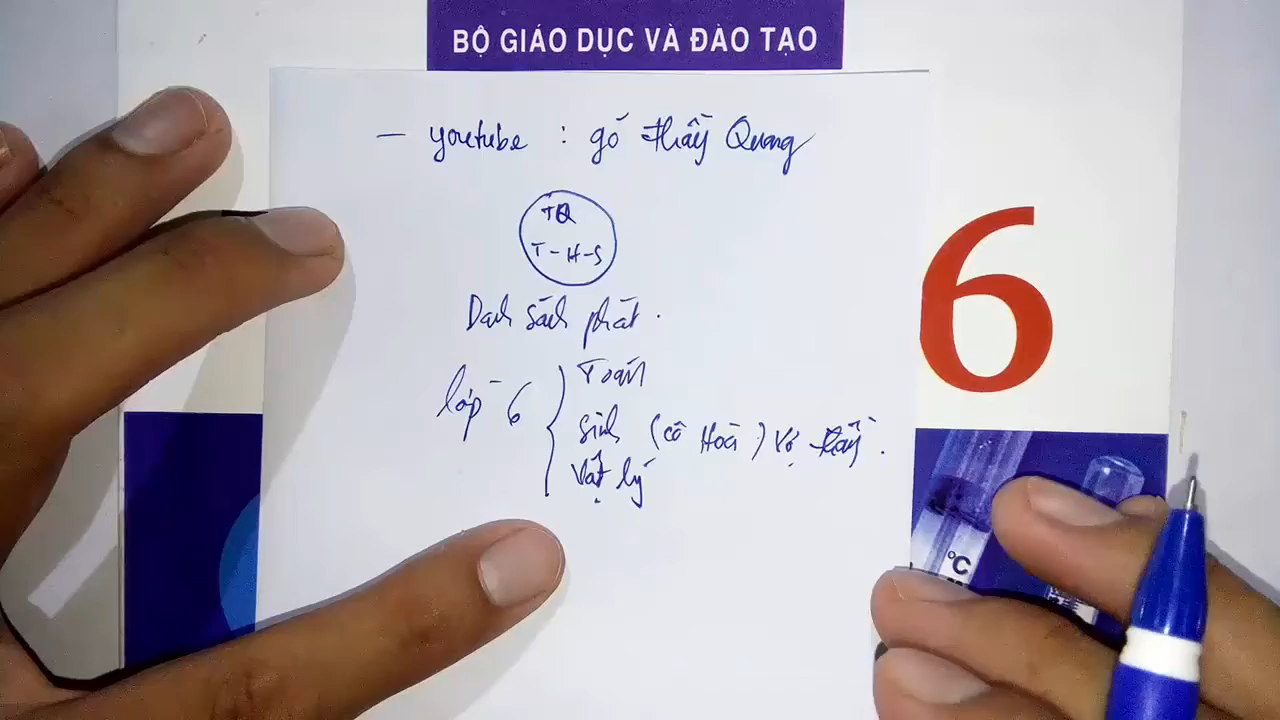 BỘ GIÁO DỤC VÀ ĐÀO TẠO
– youtube : gõ thầy Quang
TQ
T-H-S
Danh sách phát.
6
lớp 6 { Toán
Sinh (cô Hoài) vợ thầy.
Vật lý
°C